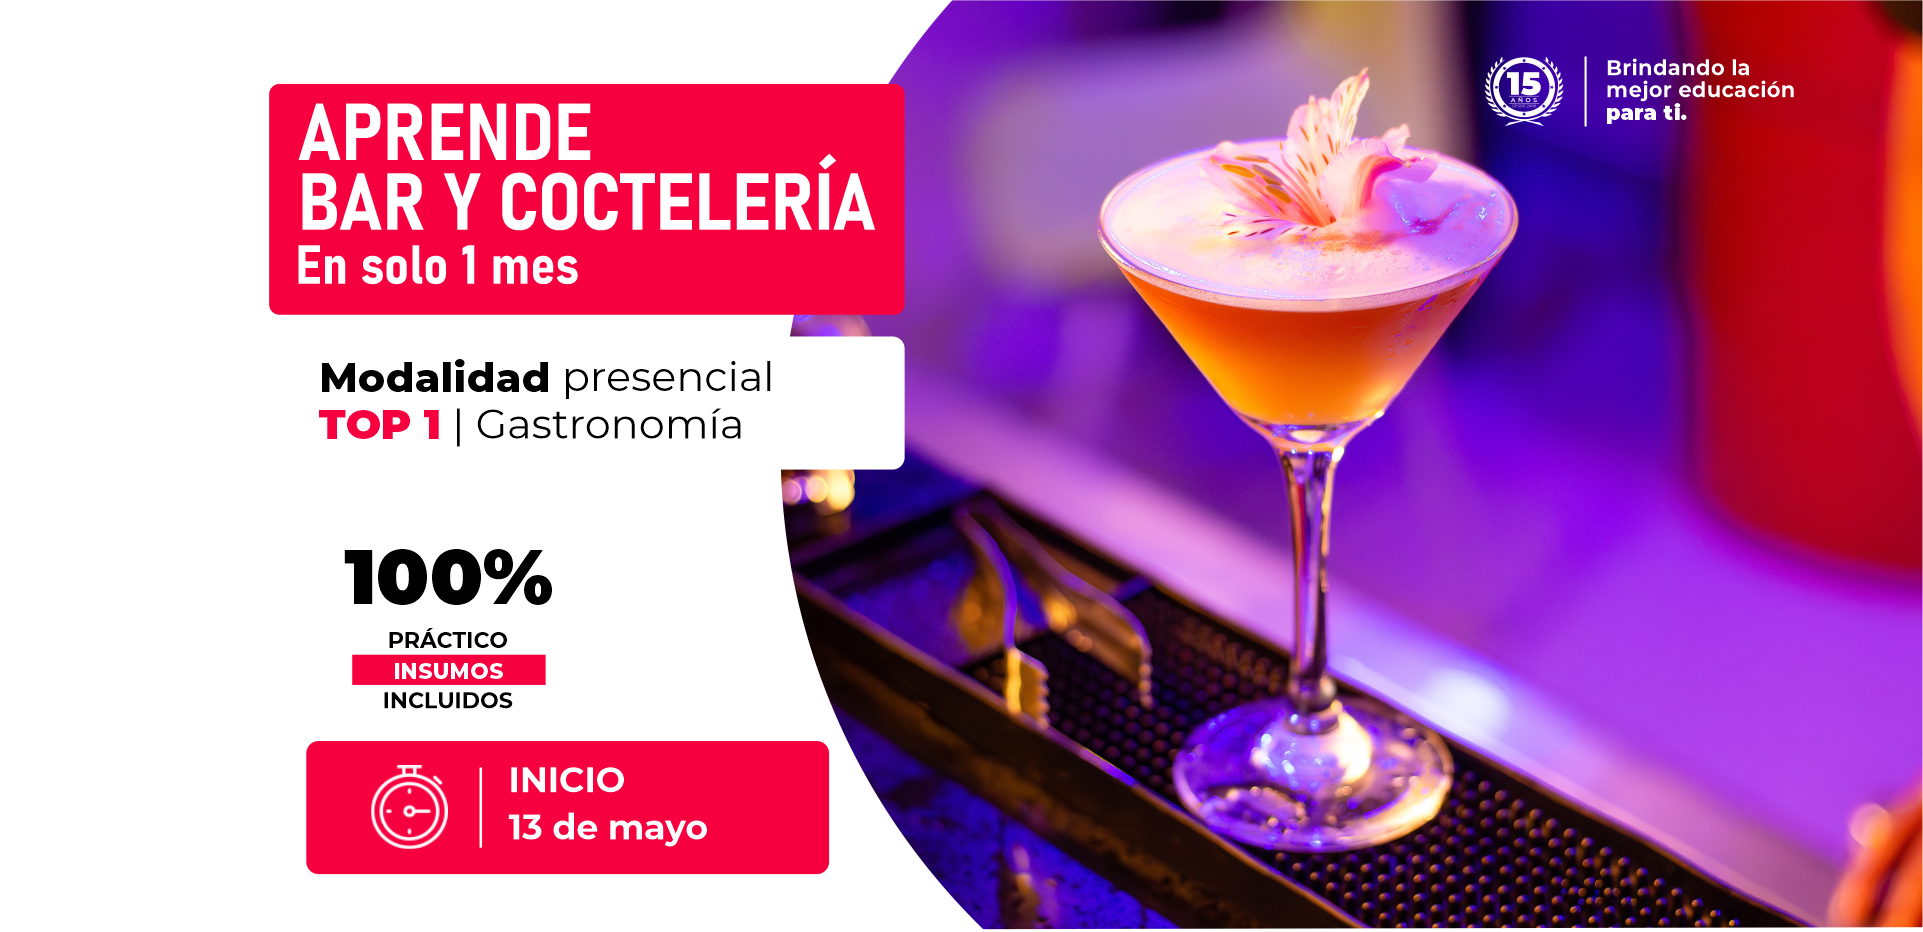 APRENDE
BAR Y COCTELERÍA
En solo 1 mes
Modalidad presencial
TOP 1 | Gastronomía
100%
PRÁCTICO
INSUMOS
INCLUIDOS
INICIO
13 de mayo
15
AÑOS
Brindando la
mejor educación
para ti.